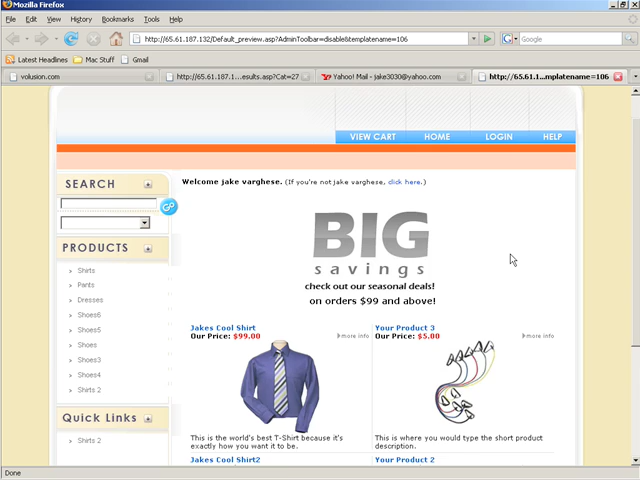 Mozilla Firefox
File Edit View History Bookmarks Tools Help
http://65.61.187.132/Default_preview.asp?AdminToolbar=disable&templatename=106
Google
Latest Headlines Mac Stuff Gmail
volusion.com
http://65.61.187.1...esults.asp?Cat=27
Yahoo! Mail - jake3030@yahoo.com
http://65.61.1...mplatename=106
VIEW CART HOME LOGIN HELP
SEARCH
Go
Welcome jake varghese. (If you're not jake varghese, click here.)
BIG
savings
check out our seasonal deals!
on orders $99 and above!
PRODUCTS
Shirts
Pants
Dresses
Shoes6
Shoes5
Shoes
Shoes3
Shoes4
Shirts 2
Quick Links
Shirts 2
Jakes Cool Shirt
Our Price: $99.00
more info
This is the world's best T-Shirt because it's
exactly how you want it to be.
Your Product 3
Our Price: $5.00
more info
This is where you would type the short product
description.
Jakes Cool Shirt2
Your Product 2
Done